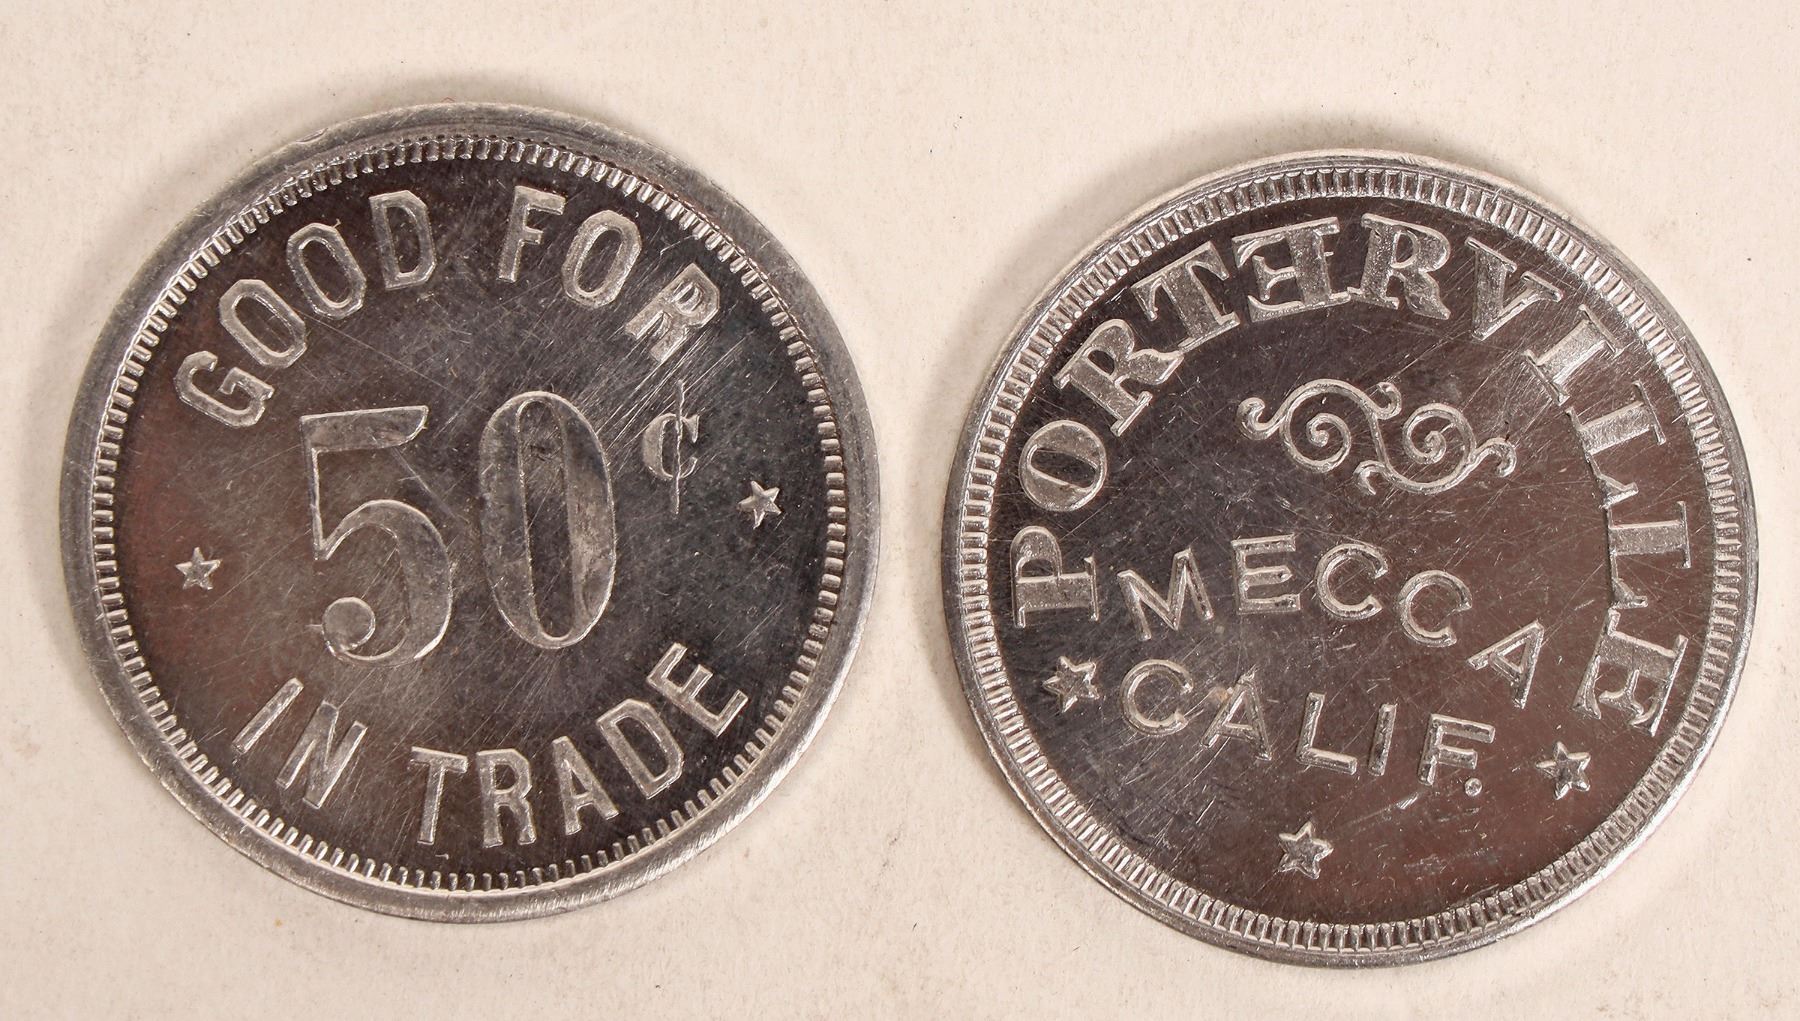 GOOD FOR
50¢
IN TRADE
PORTERVILLE
MECCA
CALIF.